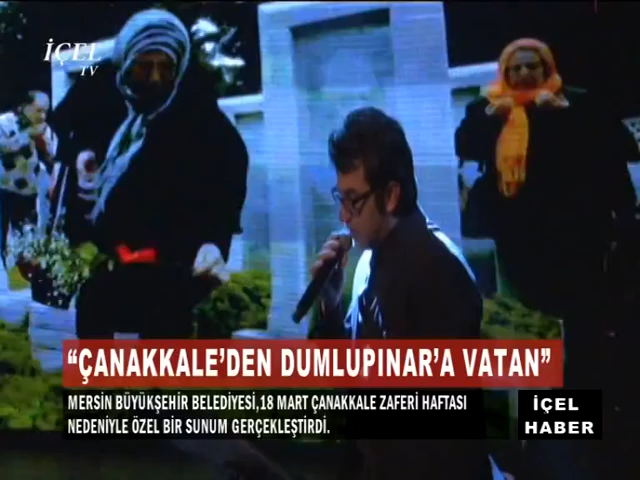 İÇEL
TV
“ÇANAKKALE’DEN DUMLUPINAR’A VATAN”
MERSİN BÜYÜKŞEHİR BELEDİYESİ,18 MART ÇANAKKALE ZAFERİ HAFTASI
NEDENİYLE ÖZEL BİR SUNUM GERÇEKLEŞTİRDİ.
İÇEL
HABER